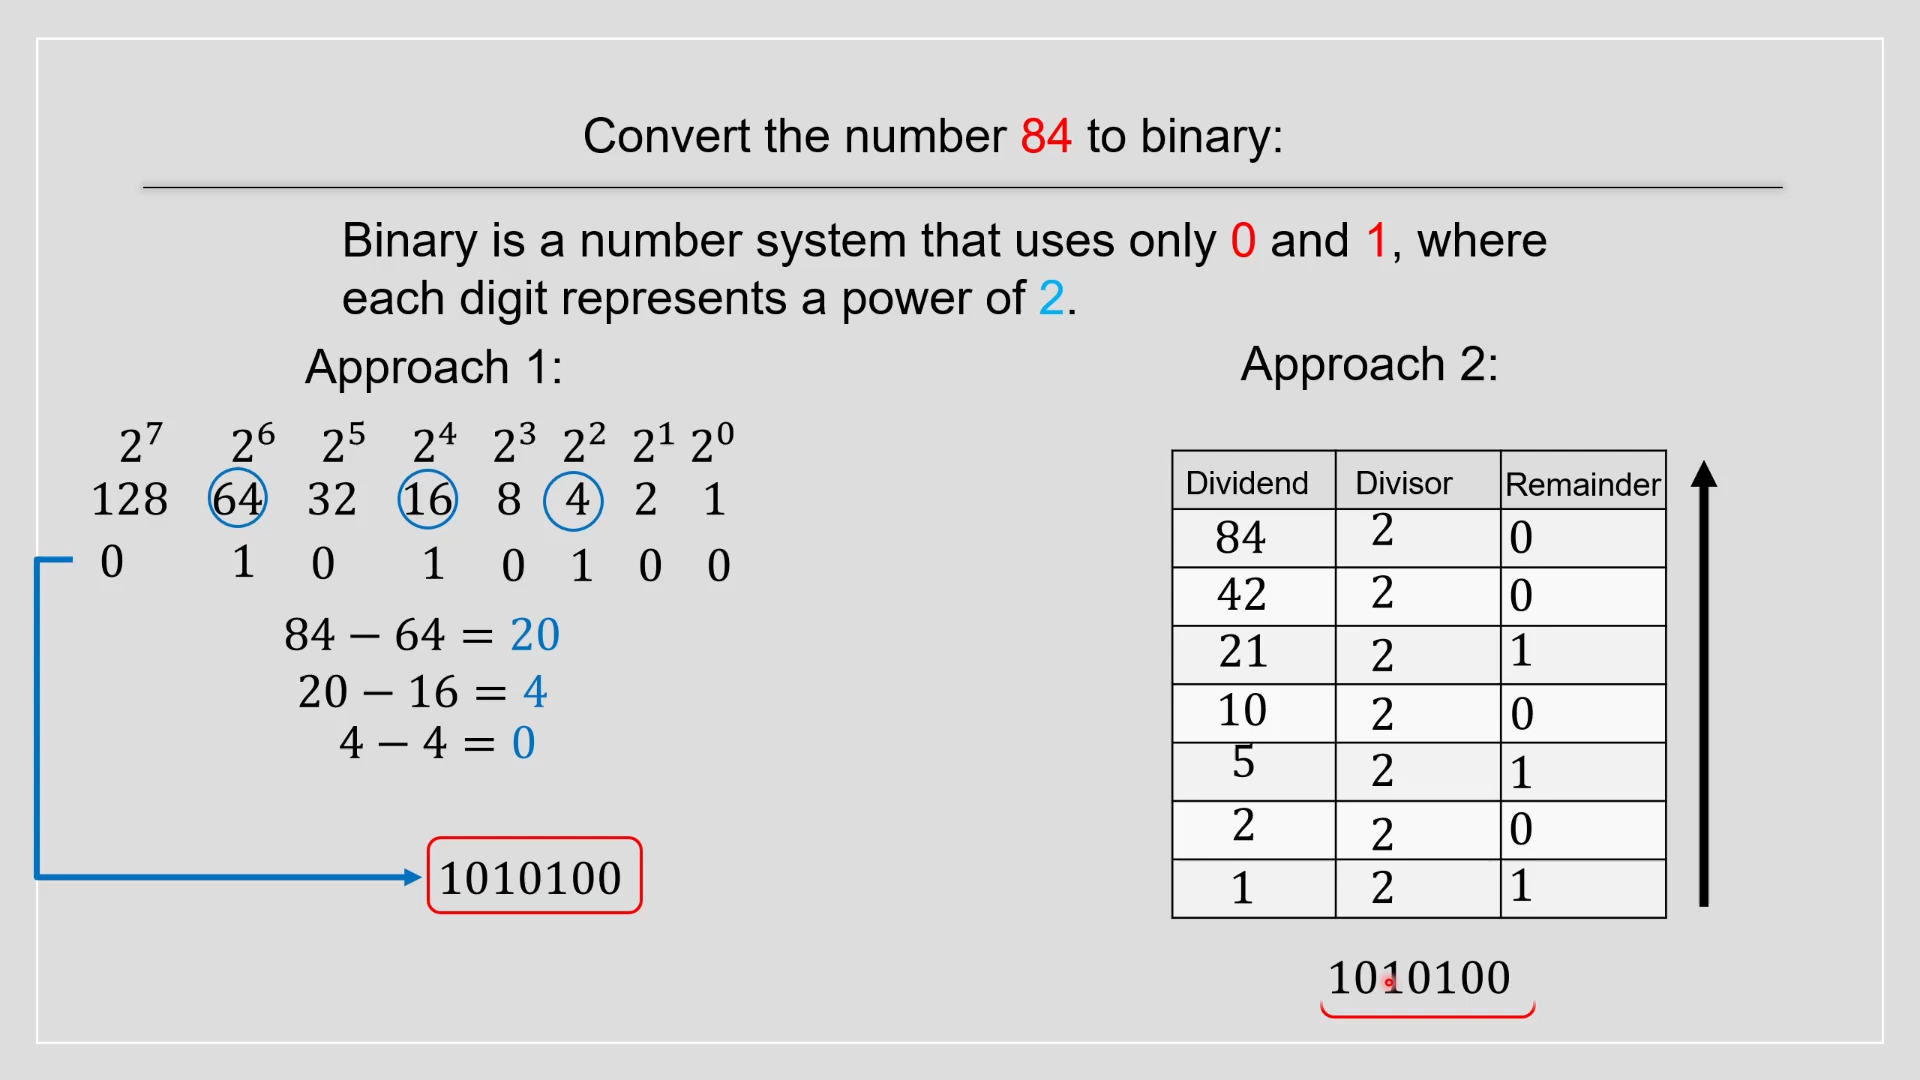 Convert the number 84 to binary:
Binary is a number system that uses only 0 and 1, where
each digit represents a power of 2.
Approach 1:
2⁷ 2⁶ 2⁵ 2⁴ 2³ 2² 2¹ 2⁰
128 64 32 16 8 4 2 1
0 1 0 1 0 1 0 0
84 − 64 = 20
20 − 16 = 4
4 − 4 = 0
1010100
Approach 2:
Dividend Divisor Remainder
84 2 0
42 2 0
21 2 1
10 2 0
5 2 1
2 2 0
1 2 1
1010100